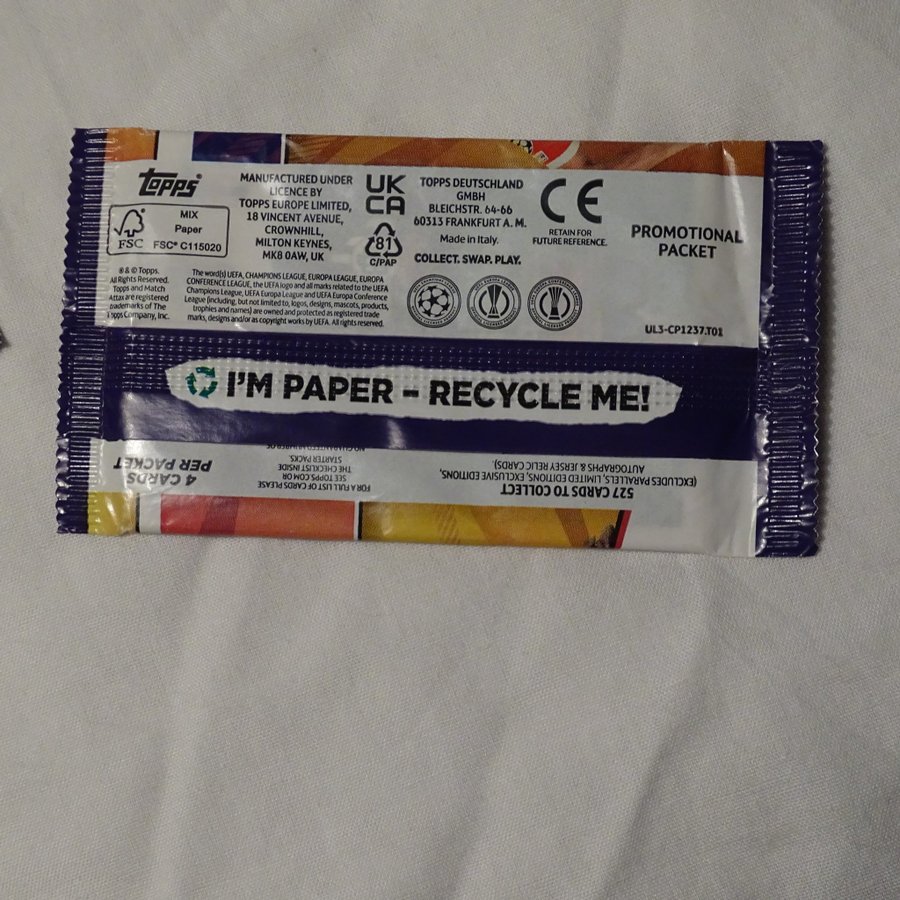 TOPPS
FSC
MIX
Paper
FSC® C115020
® & © Topps.
All Rights Reserved.
Topps and Match
Attax are registered
trademarks of The
Topps Company, Inc.
MANUFACTURED UNDER
LICENCE BY
TOPPS EUROPE LIMITED,
18 VINCENT AVENUE,
CROWNHILL,
MILTON KEYNES,
MK8 0AW, UK
The word(s) UEFA, CHAMPIONS LEAGUE, EUROPA LEAGUE, EUROPA
CONFERENCE LEAGUE, the UEFA logo and all marks related to the UEFA
Champions League, UEFA Europa League and UEFA Europa Conference
League (including, but not limited to, logos, designs, mascots, products,
trophies and names) are owned and protected as registered trade
marks, designs and/or as copyright works by UEFA. All rights reserved.
UK
CA
81
C/PAP
TOPPS DEUTSCHLAND
GMBH
BLEICHSTR. 64-66
60313 FRANKFURT A. M.
Made in Italy.
COLLECT. SWAP. PLAY.
CE
RETAIN FOR
FUTURE REFERENCE.
PROMOTIONAL
PACKET
UL3-CP1237.T01
I'M PAPER – RECYCLE ME!
527 CARDS TO COLLECT
(EXCLUDES PARALLELS, LIMITED EDITIONS, EXCLUSIVE EDITIONS,
AUTOGRAPH & JERSEY RELIC CARDS).
FOR A FULL LIST OF CARDS PLEASE
SEE TOPPS.COM OR
THE CHECKLIST INSIDE
STARTER PACKS.
NO GUARANTEED NUMBER OF
4 CARDS
PER PACKET